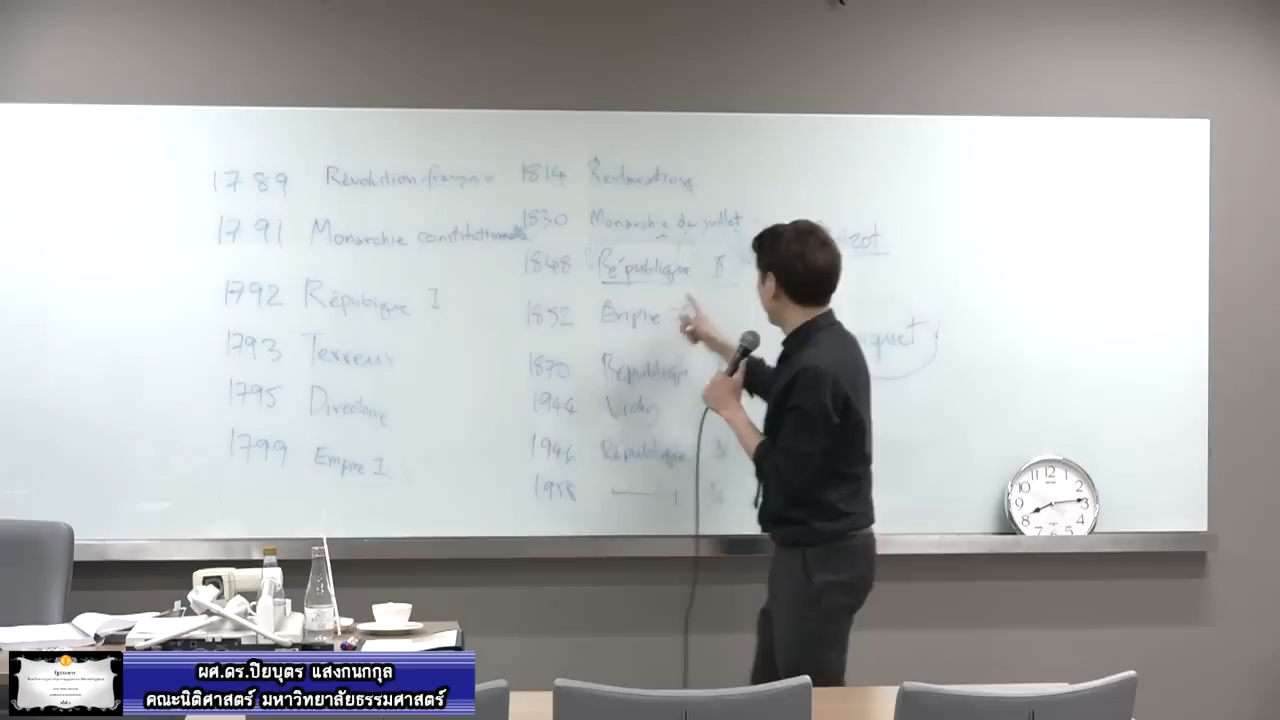 1789 Révolution française
1791 Monarchie constitutionnelle
1792 République I
1793 Terreur
1795 Directoire
1799 Empire I
1814 Restauration
1830 Monarchie de juillet
1848 République II
1852 Empire
1870 République
1944 Vichy
1946 République IV
1958
ผศ.ดร.ปิยบุตร แสงกนกกุล
คณะนิติศาสตร์ มหาวิทยาลัยธรรมศาสตร์